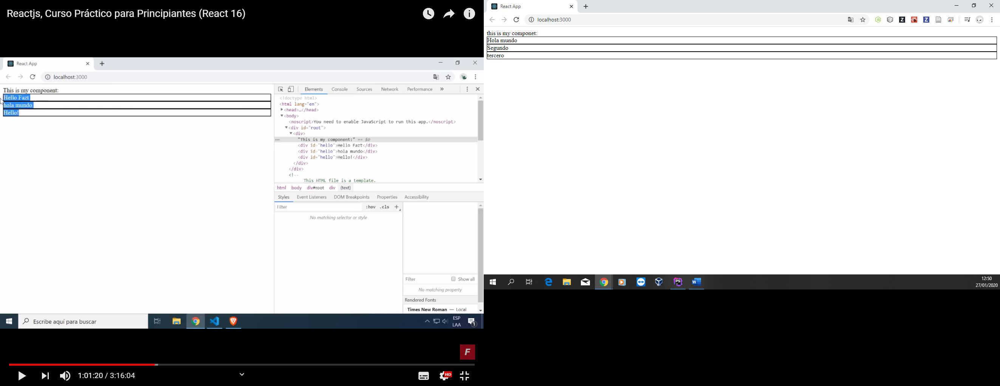 Reactjs, Curso Práctico para Principiantes (React 16)
React App
localhost:3000
This is my component:
Hello Fazt
hola mundo
Hello!
Elements Console Sources Network Performance »
<!doctype html>
<html lang="en">
<head>…</head>
<body>
<noscript>You need to enable JavaScript to run this app.</noscript>
<div id="root">
<div>
"This is my component:" == $0
<div id="hello">Hello Fazt</div>
<div id="hello">hola mundo</div>
<div id="hello">Hello!</div>
</div>
</div>
<!--
This HTML file is a template.
html body div#root div (text)
Styles Event Listeners DOM Breakpoints Properties Accessibility
Filter :hov .cls +
No matching selector or style
Filter Show all
No matching property
Rendered Fonts
Times New Roman — Local
Escribe aquí para buscar
ESP
LAA
1
F
1:01:20 / 3:16:04
HD
React App
localhost:3000
this is my componet:
Hola mundo
Segundo
tercero
PS
W
12:50
27/01/2020